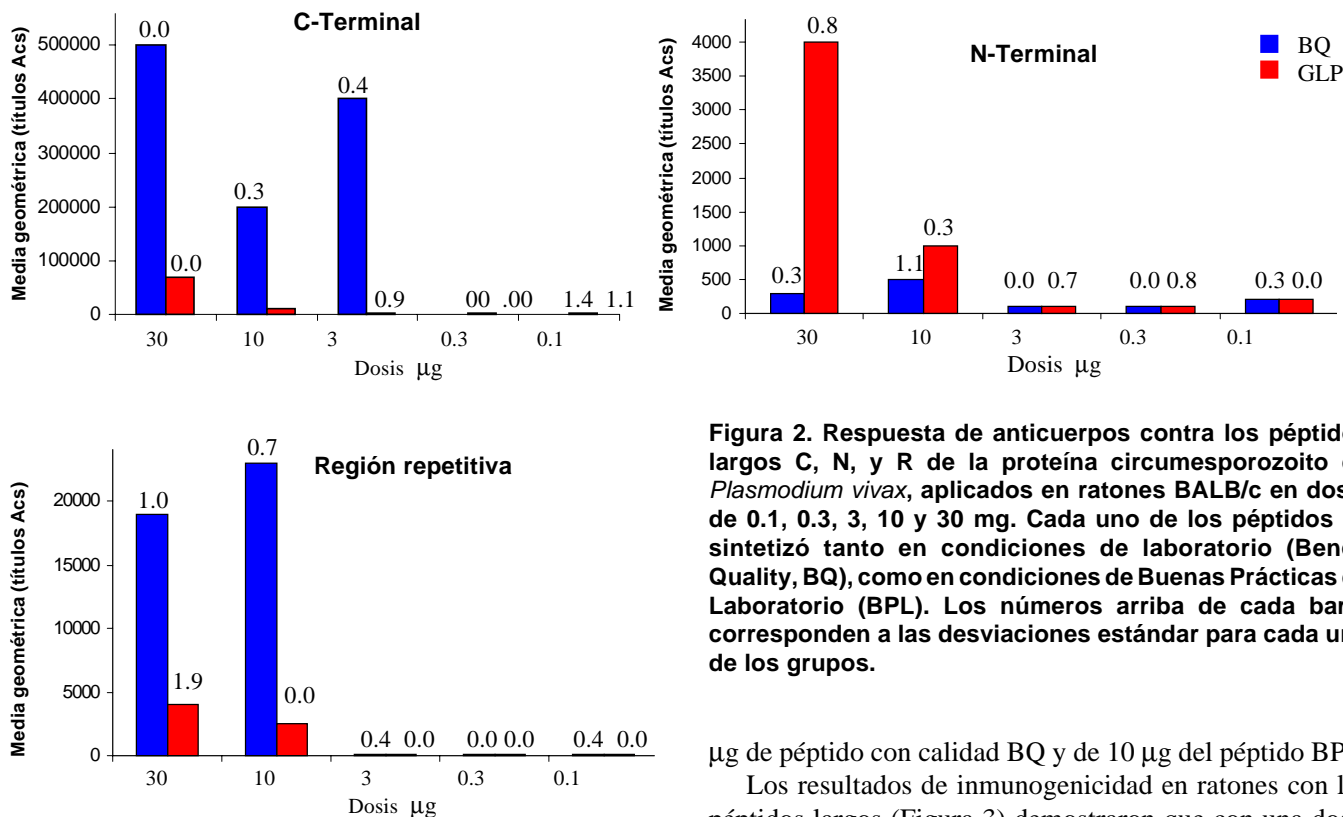 C-Terminal
Media geométrica (títulos Acs)
500000
400000
300000
200000
100000
0
0.0
0.0
0.3
0.4
0.9
00 .00
1.4 1.1
30 10 3 0.3 0.1
Dosis µg
N-Terminal
BQ
GLP
Media geométrica (títulos Acs)
4000
3500
3000
2500
2000
1500
1000
500
0
0.3
0.8
1.1
0.3
0.0 0.7
0.0 0.8
0.3 0.0
30 10 3 0.3 0.1
Dosis µg
Región repetitiva
Media geométrica (títulos Acs)
20000
15000
10000
5000
0
1.0
1.9
0.7
0.0
0.4 0.0
0.0 0.0
0.4 0.0
30 10 3 0.3 0.1
Dosis µg
Figura 2. Respuesta de anticuerpos contra los péptido
largos C, N, y R de la proteína circumesporozoito
Plasmodium vivax, aplicados en ratones BALB/c en dos
de 0.1, 0.3, 3, 10 y 30 mg. Cada uno de los péptidos
sintetizó tanto en condiciones de laboratorio (Benc
Quality, BQ), como en condiciones de Buenas Prácticas
Laboratorio (BPL). Los números arriba de cada bar
corresponden a las desviaciones estándar para cada un
de los grupos.
µg de péptido con calidad BQ y de 10 µg del péptido BP
Los resultados de inmunogenicidad en ratones con l
péptidos largos (Figura 3) demostraron que con una dos